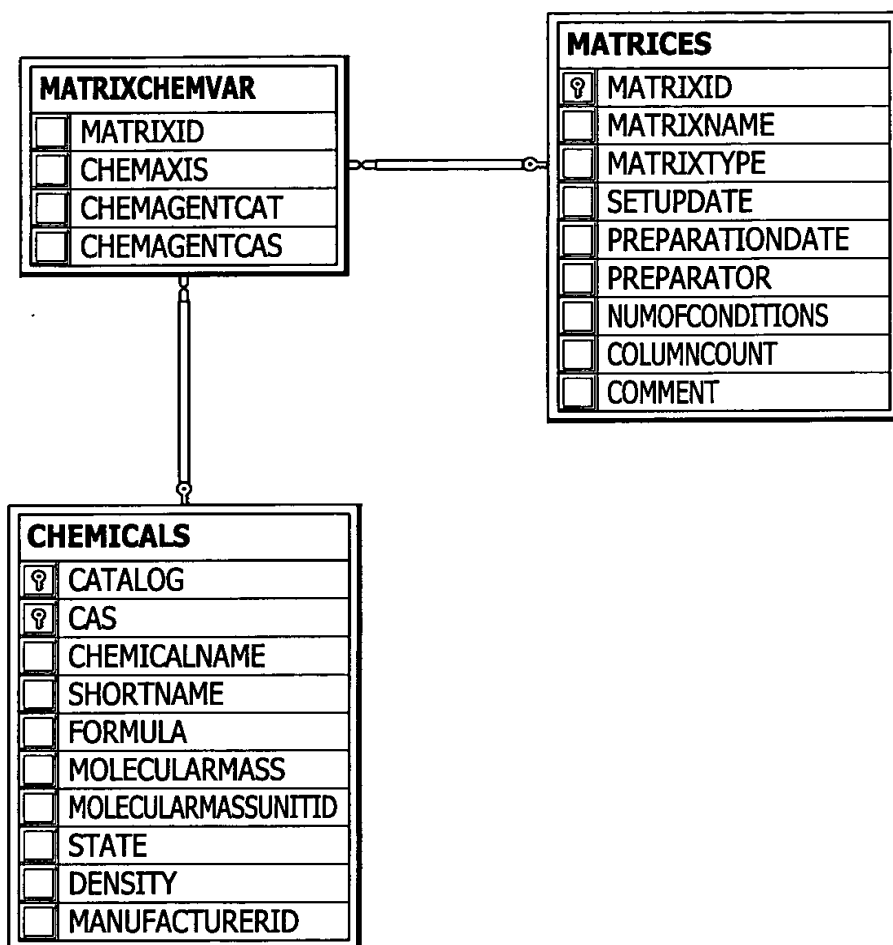 MATRIXCHEMVAR
MATRIXID
CHEMAXIS
CHEMAGENTCAT
CHEMAGENTCAS
MATRICES
MATRIXID
MATRIXNAME
MATRIXTYPE
SETUPDATE
PREPARATIONDATE
PREPARATOR
NUMOFCONDITIONS
COLUMNCOUNT
COMMENT
CHEMICALS
CATALOG
CAS
CHEMICALNAME
SHORTNAME
FORMULA
MOLECULARMASS
MOLECULARMASSUNITID
STATE
DENSITY
MANUFACTURERID